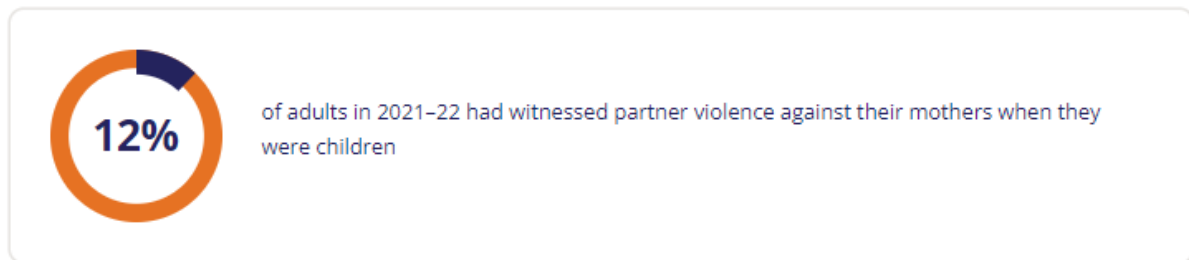 12%
of adults in 2021–22 had witnessed partner violence against their mothers when they
were children